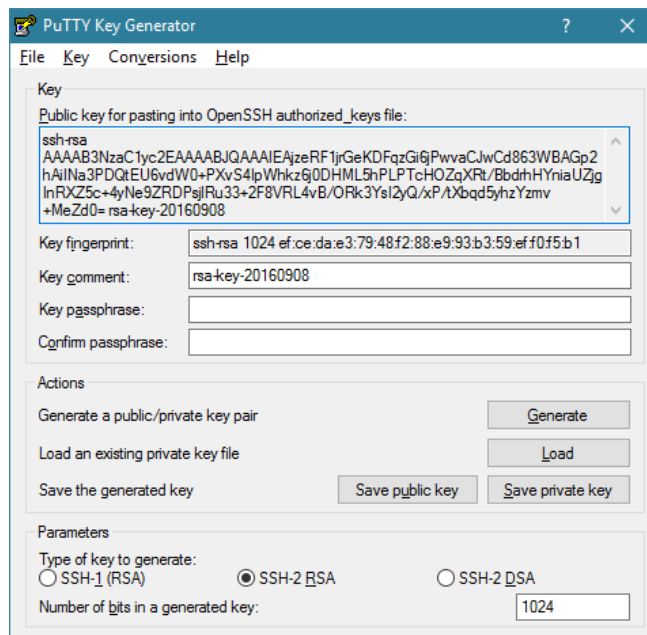 PuTTY Key Generator
File Key Conversions Help
Key
Public key for pasting into OpenSSH authorized_keys file:
ssh-rsa
AAAAB3NzaC1yc2EAAAABJQAAAIEAjzeRF1jrGeKDFqzGi6jPwvaCJwCd863WBAGp2
hAilNa3PDQtEU6vdW0+PXvS4IpWhkz6j0DHML5hPLPTcHOZqXRt/BbdrhHYniaUZjg
InRXZ5c+4yNe9ZRDPsjIRu33+2F8VRL4vB/ORk3YsI2yQ/xP/tXbqd5yhzYzmv
+MeZd0= rsa-key-20160908
Key fingerprint: ssh-rsa 1024 ef:ce:da:e3:79:48:f2:88:e9:93:b3:59:ef:f0:f5:b1
Key comment: rsa-key-20160908
Key passphrase:
Confirm passphrase:
Actions
Generate a public/private key pair Generate
Load an existing private key file Load
Save the generated key Save public key Save private key
Parameters
Type of key to generate:
SSH-1 (RSA) SSH-2 RSA SSH-2 DSA
Number of bits in a generated key: 1024